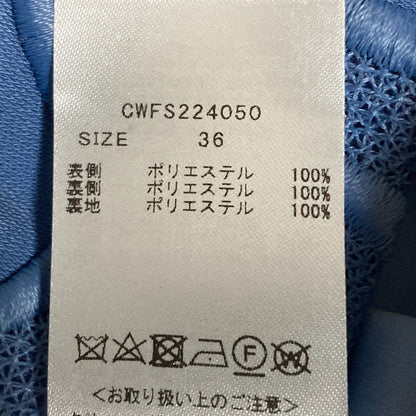 CWFS224050
SIZE 36
表側 ポリエステル 100%
裏側 ポリエステル 100%
裏地 ポリエステル 100%
F W
<お取り扱い上のご注意>